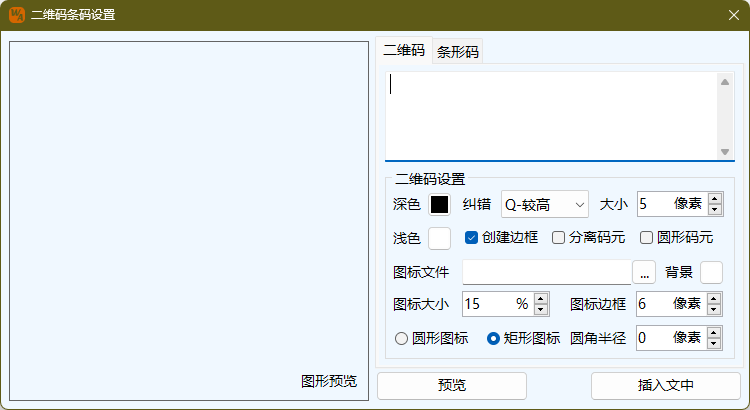 二维码条码设置
图形预览
二维码 条形码
二维码设置
深色 纠错 Q-较高 大小 5 像素
浅色 创建边框 分离码元 圆形码元
图标文件 ... 背景
图标大小 15 % 图标边框 6 像素
圆形图标 矩形图标 圆角半径 0 像素
预览 插入文中